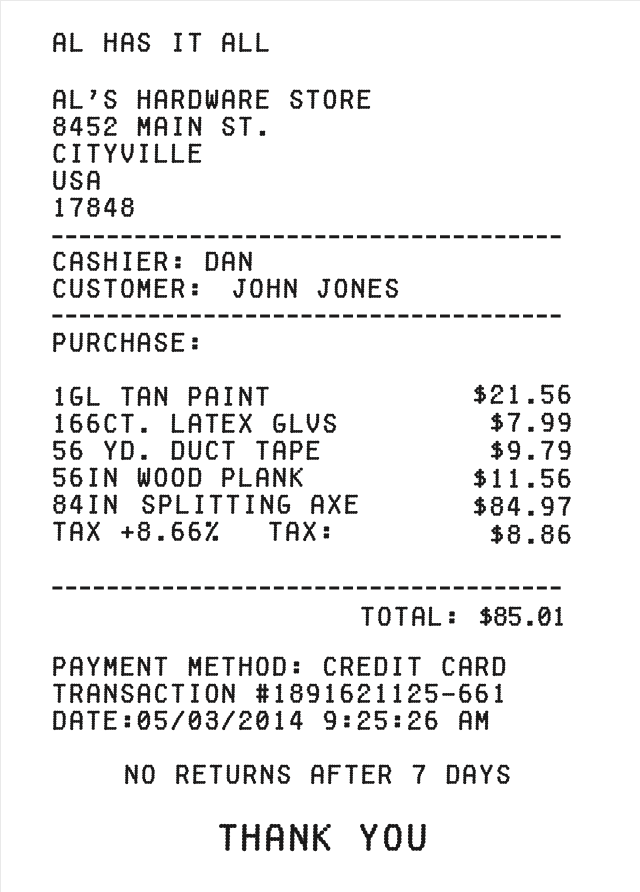 AL HAS IT ALL
AL'S HARDWARE STORE
8452 MAIN ST.
CITYVILLE
USA
17848
CASHIER: DAN
CUSTOMER: JOHN JONES
PURCHASE:
1GL TAN PAINT $21.56
166CT. LATEX GLVS $7.99
56 YD. DUCT TAPE $9.79
56IN WOOD PLANK $11.56
84IN SPLITTING AXE $84.97
TAX +8.66% TAX: $8.86
TOTAL: $85.01
PAYMENT METHOD: CREDIT CARD
TRANSACTION #1891621125-661
DATE:05/03/2014 9:25:26 AM
NO RETURNS AFTER 7 DAYS
THANK YOU